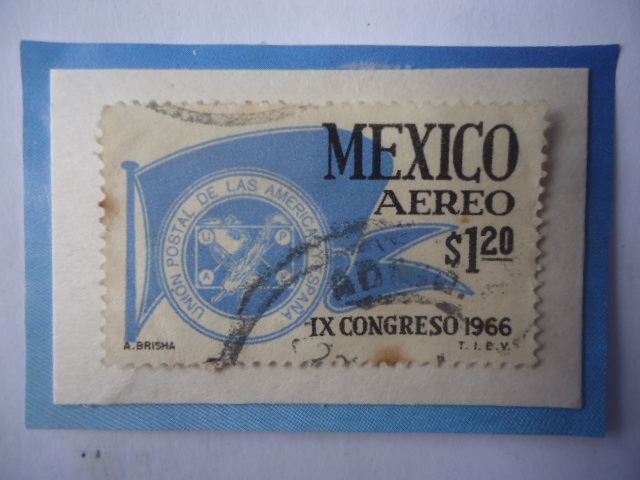 MEXICO
AEREO
$1.20
UNION POSTAL DE LAS AMERICAS Y ESPAÑA
U P
A E
IX CONGRESO 1966
A. BRISHA
T. I. E. V.